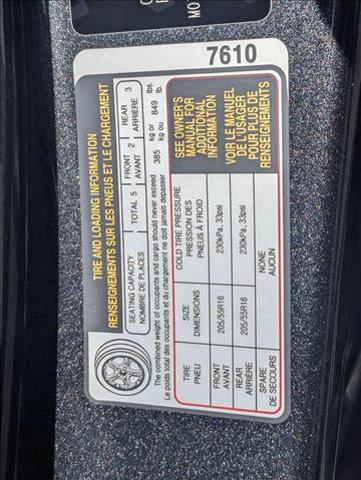 7610
TIRE AND LOADING INFORMATION
RENSEIGNEMENTS SUR LES PNEUS ET LE CHARGEMENT
SEATING CAPACITY TOTAL 5 FRONT 2 REAR 3
NOMBRE DE PLACES AVANT ARRIÈRE
The combined weight of occupants and cargo should never exceed 385 kg or 849 lbs.
Le poids total des occupants et du chargement ne doit jamais dépasser kg ou lb.
TIRE SIZE COLD TIRE PRESSURE
PNEU DIMENSIONS PRESSION DES
PNEUS À FROID
FRONT 205/55R16 230kPa, 33psi
AVANT
REAR 205/55R16 230kPa, 33psi
ARRIÈRE
SPARE NONE
DE SECOURS AUCUN
SEE OWNER'S
MANUAL FOR
ADDITIONAL
INFORMATION
VOIR LE MANUEL
DE L'USAGER
POUR PLUS DE
RENSEIGNEMENTS